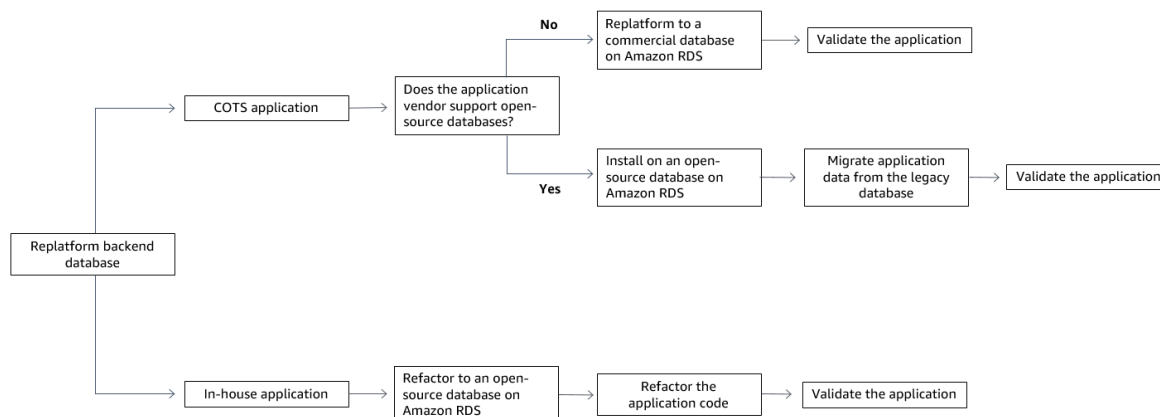 No
Replatform to a
commercial database
on Amazon RDS
Validate the application
COTS application
Does the application
vendor support open-
source databases?
Yes
Install on an open-
source database on
Amazon RDS
Migrate application
data from the legacy
database
Validate the application
Replatform backend
database
In-house application
Refactor to an open-
source database on
Amazon RDS
Refactor the
application code
Validate the application